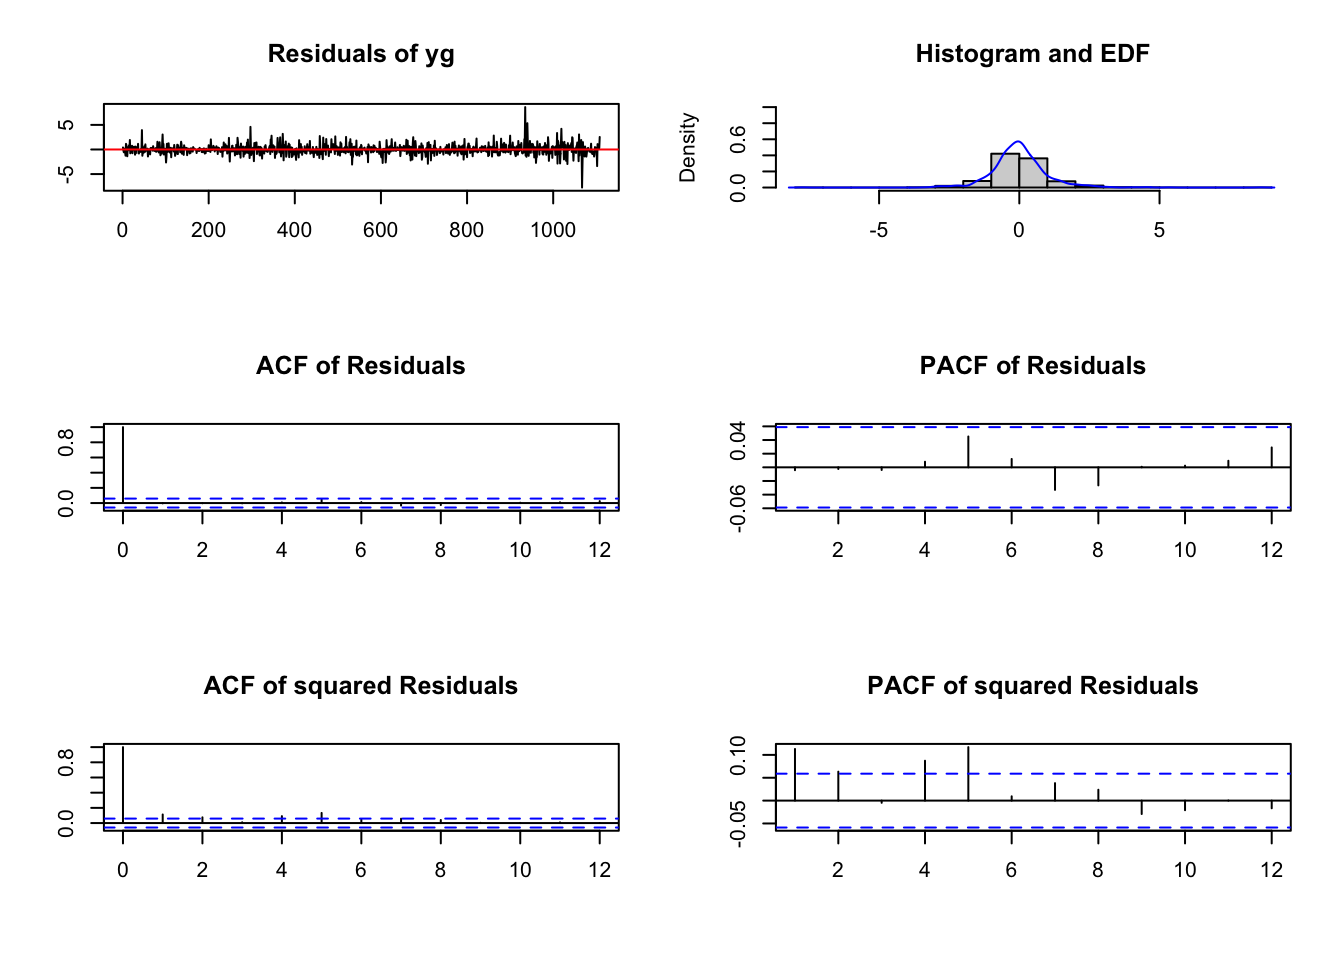 Residuals of yg
5
-5
0 200 400 600 800 1000
Histogram and EDF
Density
0.6
0.0
-5 0 5
ACF of Residuals
0.8
0.0
0 2 4 6 8 10 12
PACF of Residuals
0.04
-0.06
2 4 6 8 10 12
ACF of squared Residuals
0.8
0.0
0 2 4 6 8 10 12
PACF of squared Residuals
0.10
-0.05
2 4 6 8 10 12